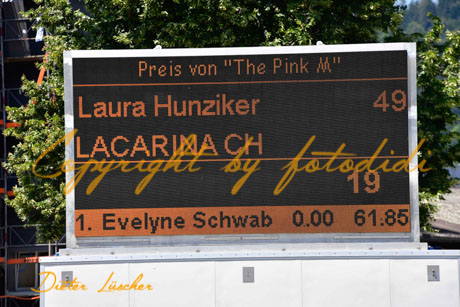 Preis von "The Pink M"
Laura Hunziker 49
LACARINA CH
Copyright by fotodidi
19
1. Evelyne Schwab 0.00 61.85
Dieter Lüscher